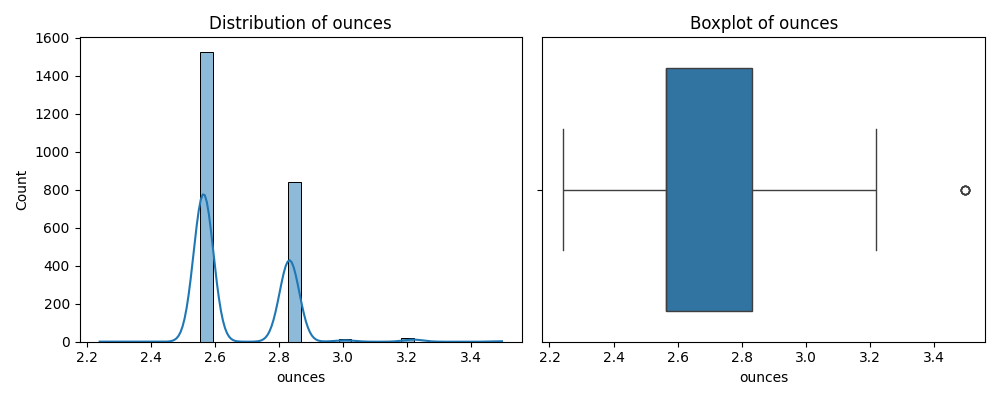 Distribution of ounces
Count
1600
1400
1200
1000
800
600
400
200
0
2.2 2.4 2.6 2.8 3.0 3.2 3.4
ounces
Boxplot of ounces
2.2 2.4 2.6 2.8 3.0 3.2 3.4
ounces